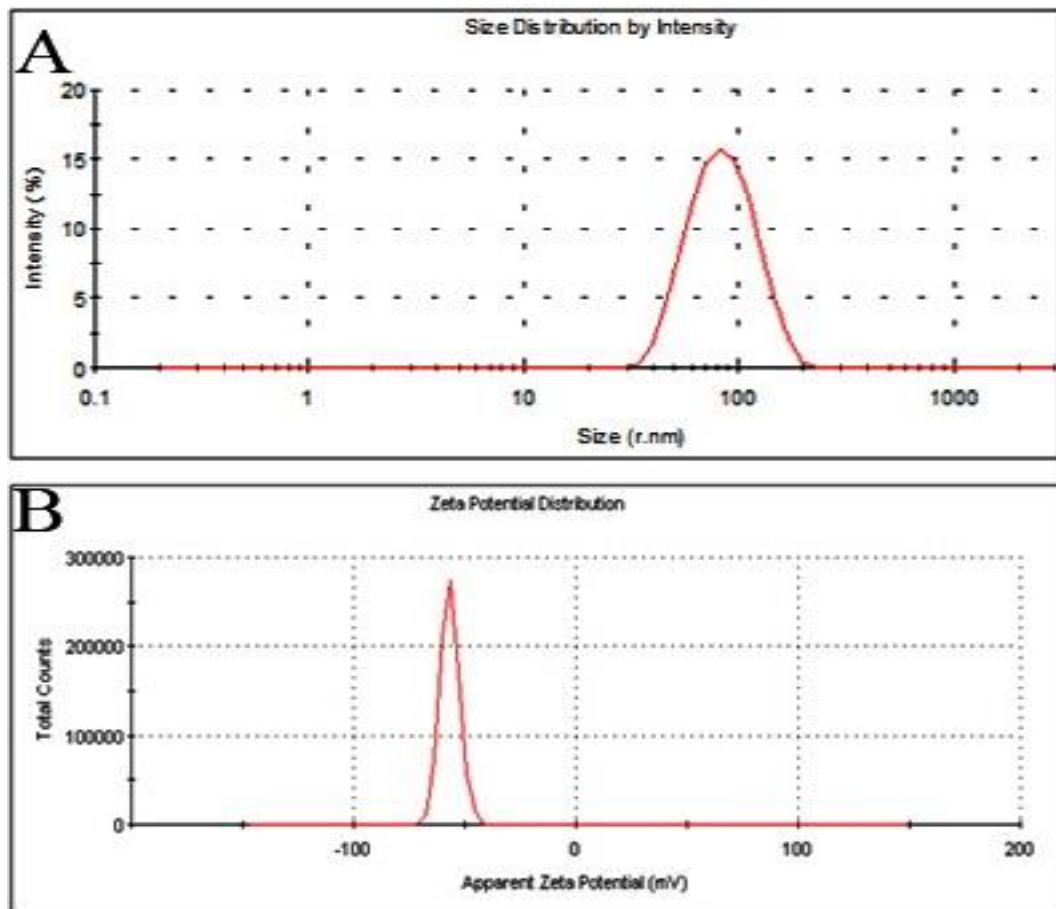 A
Size Distribution by Intensity
20
15
10
5
0
Intensity (%)
0.1 1 10 100 1000
Size (r.nm)
B
Zeta Potential Distribution
300000
200000
100000
0
Total Counts
-100 0 100 200
Apparent Zeta Potential (mV)